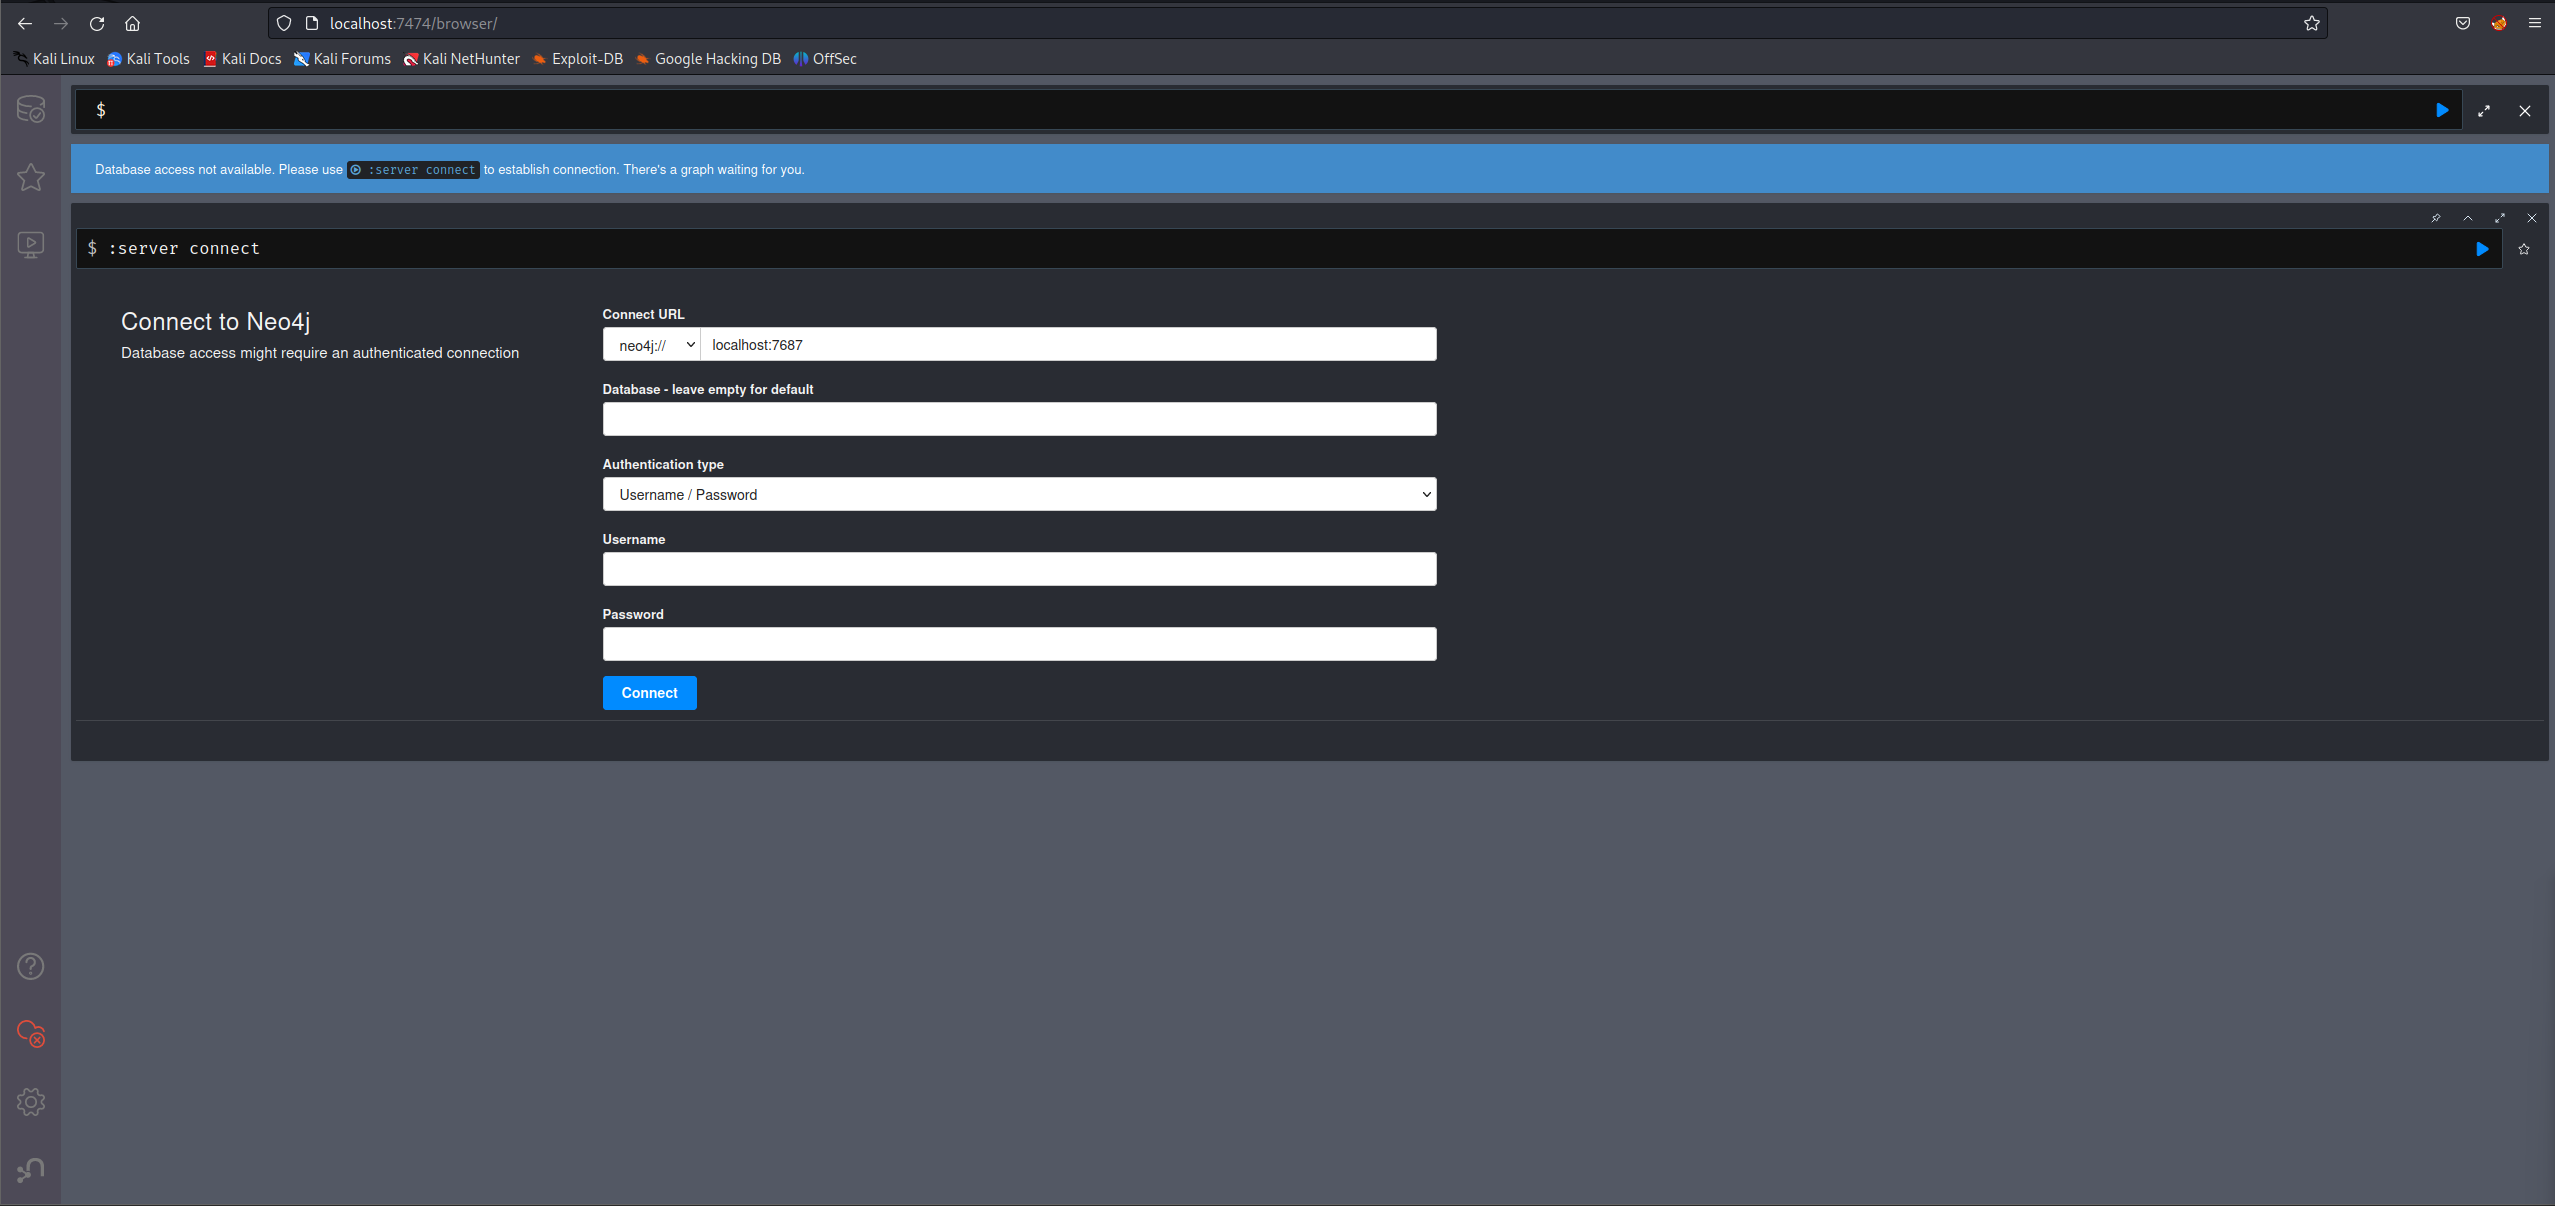 localhost:7474/browser/
Kali Linux Kali Tools Kali Docs Kali Forums Kali NetHunter Exploit-DB Google Hacking DB OffSec
$
Database access not available. Please use :server connect to establish connection. There's a graph waiting for you.
$ :server connect
Connect to Neo4j
Database access might require an authenticated connection
Connect URL
neo4j:// localhost:7687
Database - leave empty for default
Authentication type
Username / Password
Username
Password
Connect